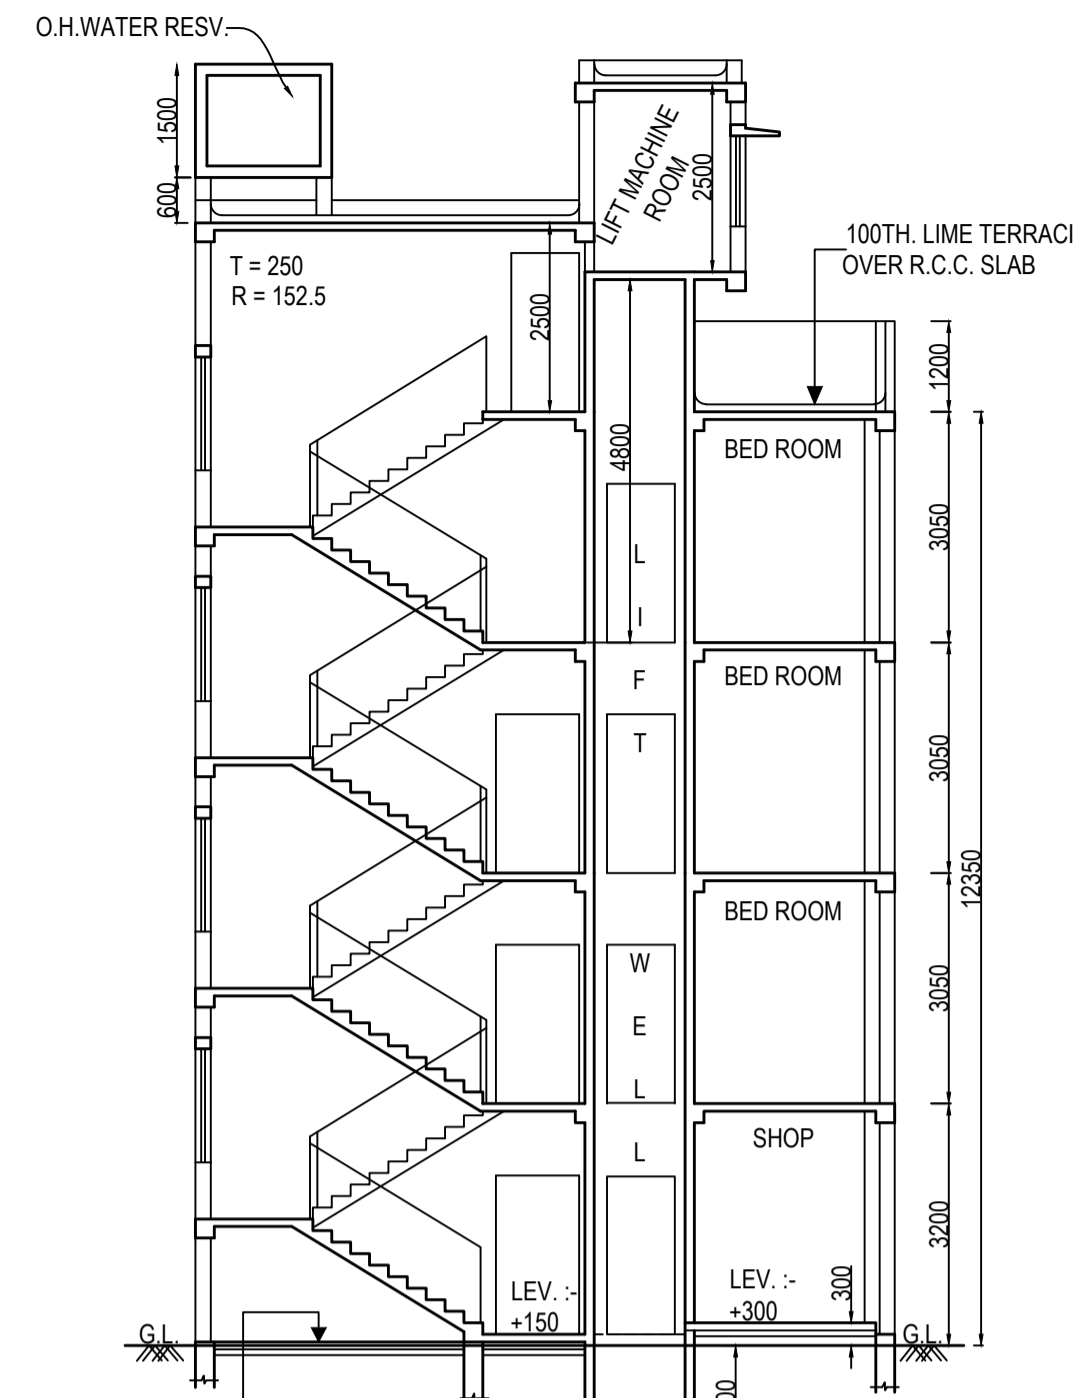 O.H.WATER RESV.
1500
600
LIFT MACHINE
ROOM
2500
100TH. LIME TERRACI
OVER R.C.C. SLAB
T = 250
R = 152.5
2500
1200
4800
BED ROOM
3050
L
I
F
T
BED ROOM
3050
12350
BED ROOM
3050
W
E
L
L
SHOP
3200
LEV. :-
+150
LEV. :-
+300
300
G.L.
G.L.